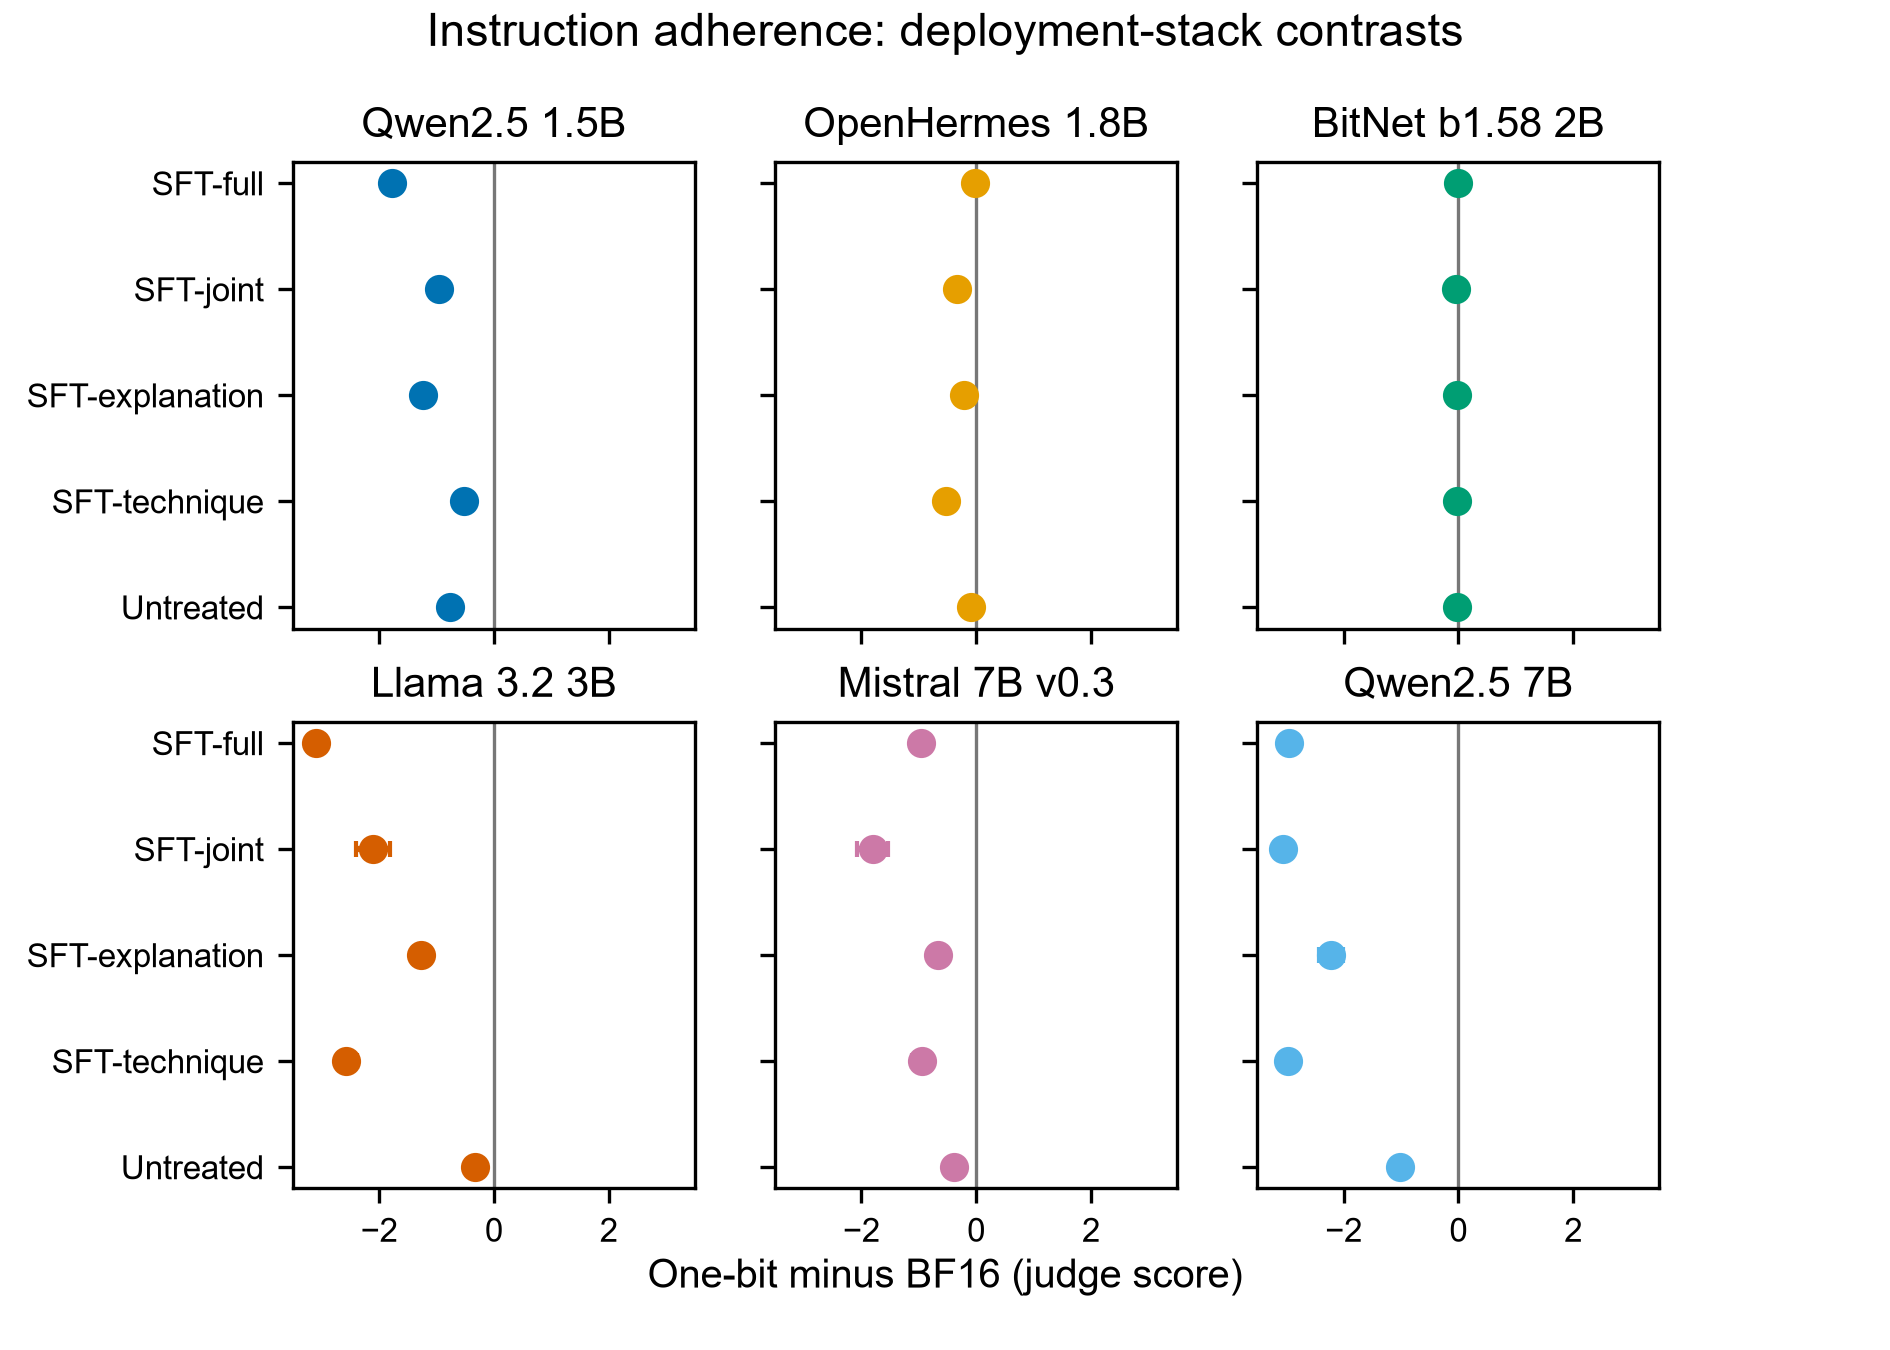 Instruction adherence: deployment-stack contrasts
Qwen2.5 1.5B
OpenHermes 1.8B
BitNet b1.58 2B
SFT-full
SFT-joint
SFT-explanation
SFT-technique
Untreated
Llama 3.2 3B
Mistral 7B v0.3
Qwen2.5 7B
SFT-full
SFT-joint
SFT-explanation
SFT-technique
Untreated
−2 0 2
−2 0 2
−2 0 2
One-bit minus BF16 (judge score)